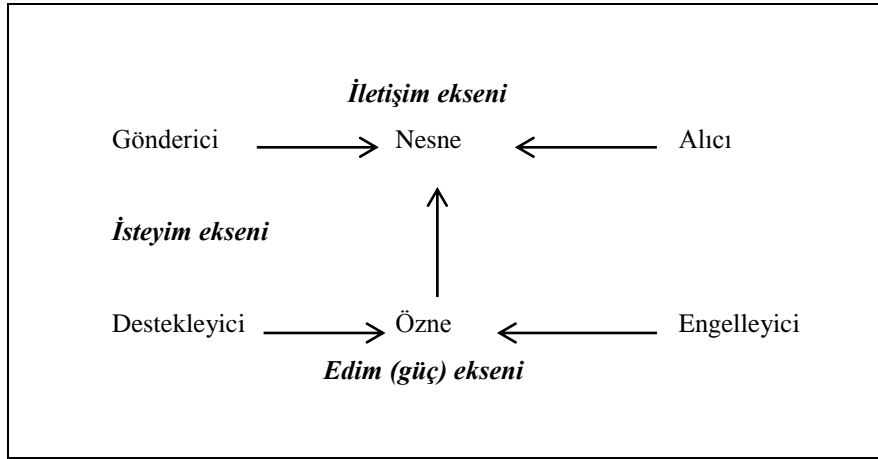 İletişim ekseni
Gönderici Nesne Alıcı
İsteyim ekseni
Destekleyici Özne Engelleyici
Edim (güç) ekseni